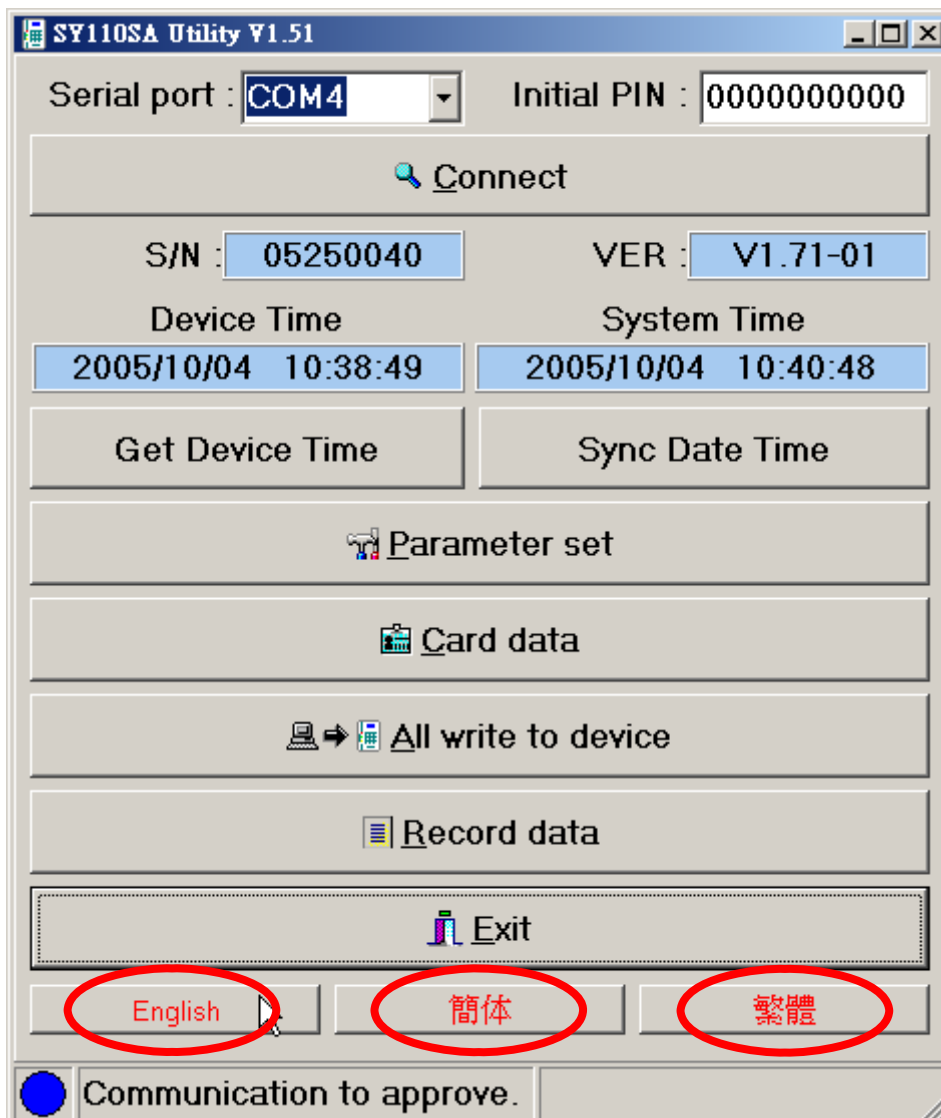 SY110SA Utility V1.51
Serial port : COM4 Initial PIN : 0000000000
Connect
S/N : 05250040 VER : V1.71-01
Device Time System Time
2005/10/04 10:38:49 2005/10/04 10:40:48
Get Device Time Sync Date Time
Parameter set
Card data
All write to device
Record data
Exit
English 簡体 繁體
Communication to approve.